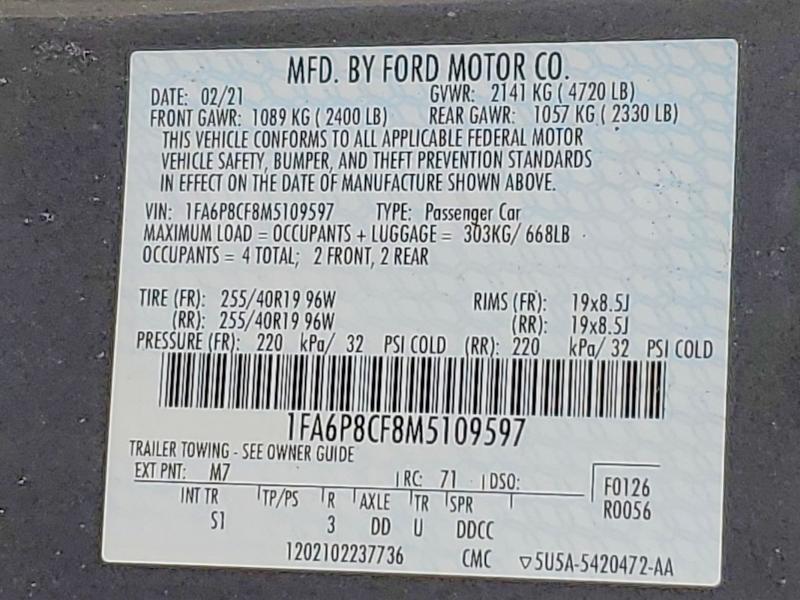 MFD. BY FORD MOTOR CO.
DATE: 02/21 GVWR: 2141 KG ( 4720 LB)
FRONT GAWR: 1089 KG ( 2400 LB) REAR GAWR: 1057 KG ( 2330 LB)
THIS VEHICLE CONFORMS TO ALL APPLICABLE FEDERAL MOTOR
VEHICLE SAFETY, BUMPER, AND THEFT PREVENTION STANDARDS
IN EFFECT ON THE DATE OF MANUFACTURE SHOWN ABOVE.
VIN: 1FA6P8CF8M5109597 TYPE: Passenger Car
MAXIMUM LOAD = OCCUPANTS + LUGGAGE = 303KG/ 668LB
OCCUPANTS = 4 TOTAL; 2 FRONT, 2 REAR
TIRE (FR): 255/40R19 96W RIMS (FR): 19x8.5J
(RR): 255/40R19 96W (RR): 19x8.5J
PRESSURE (FR): 220 kPa/ 32 PSI COLD (RR): 220 kPa/ 32 PSI COLD
1FA6P8CF8M5109597
TRAILER TOWING - SEE OWNER GUIDE
EXT PNT: M7 RC: 71 DSO: F0126
INT TR TP/PS R AXLE TR SPR R0056
S1 3 DD U DDCC
1202102237736 CMC ▽5U5A-5420472-AA